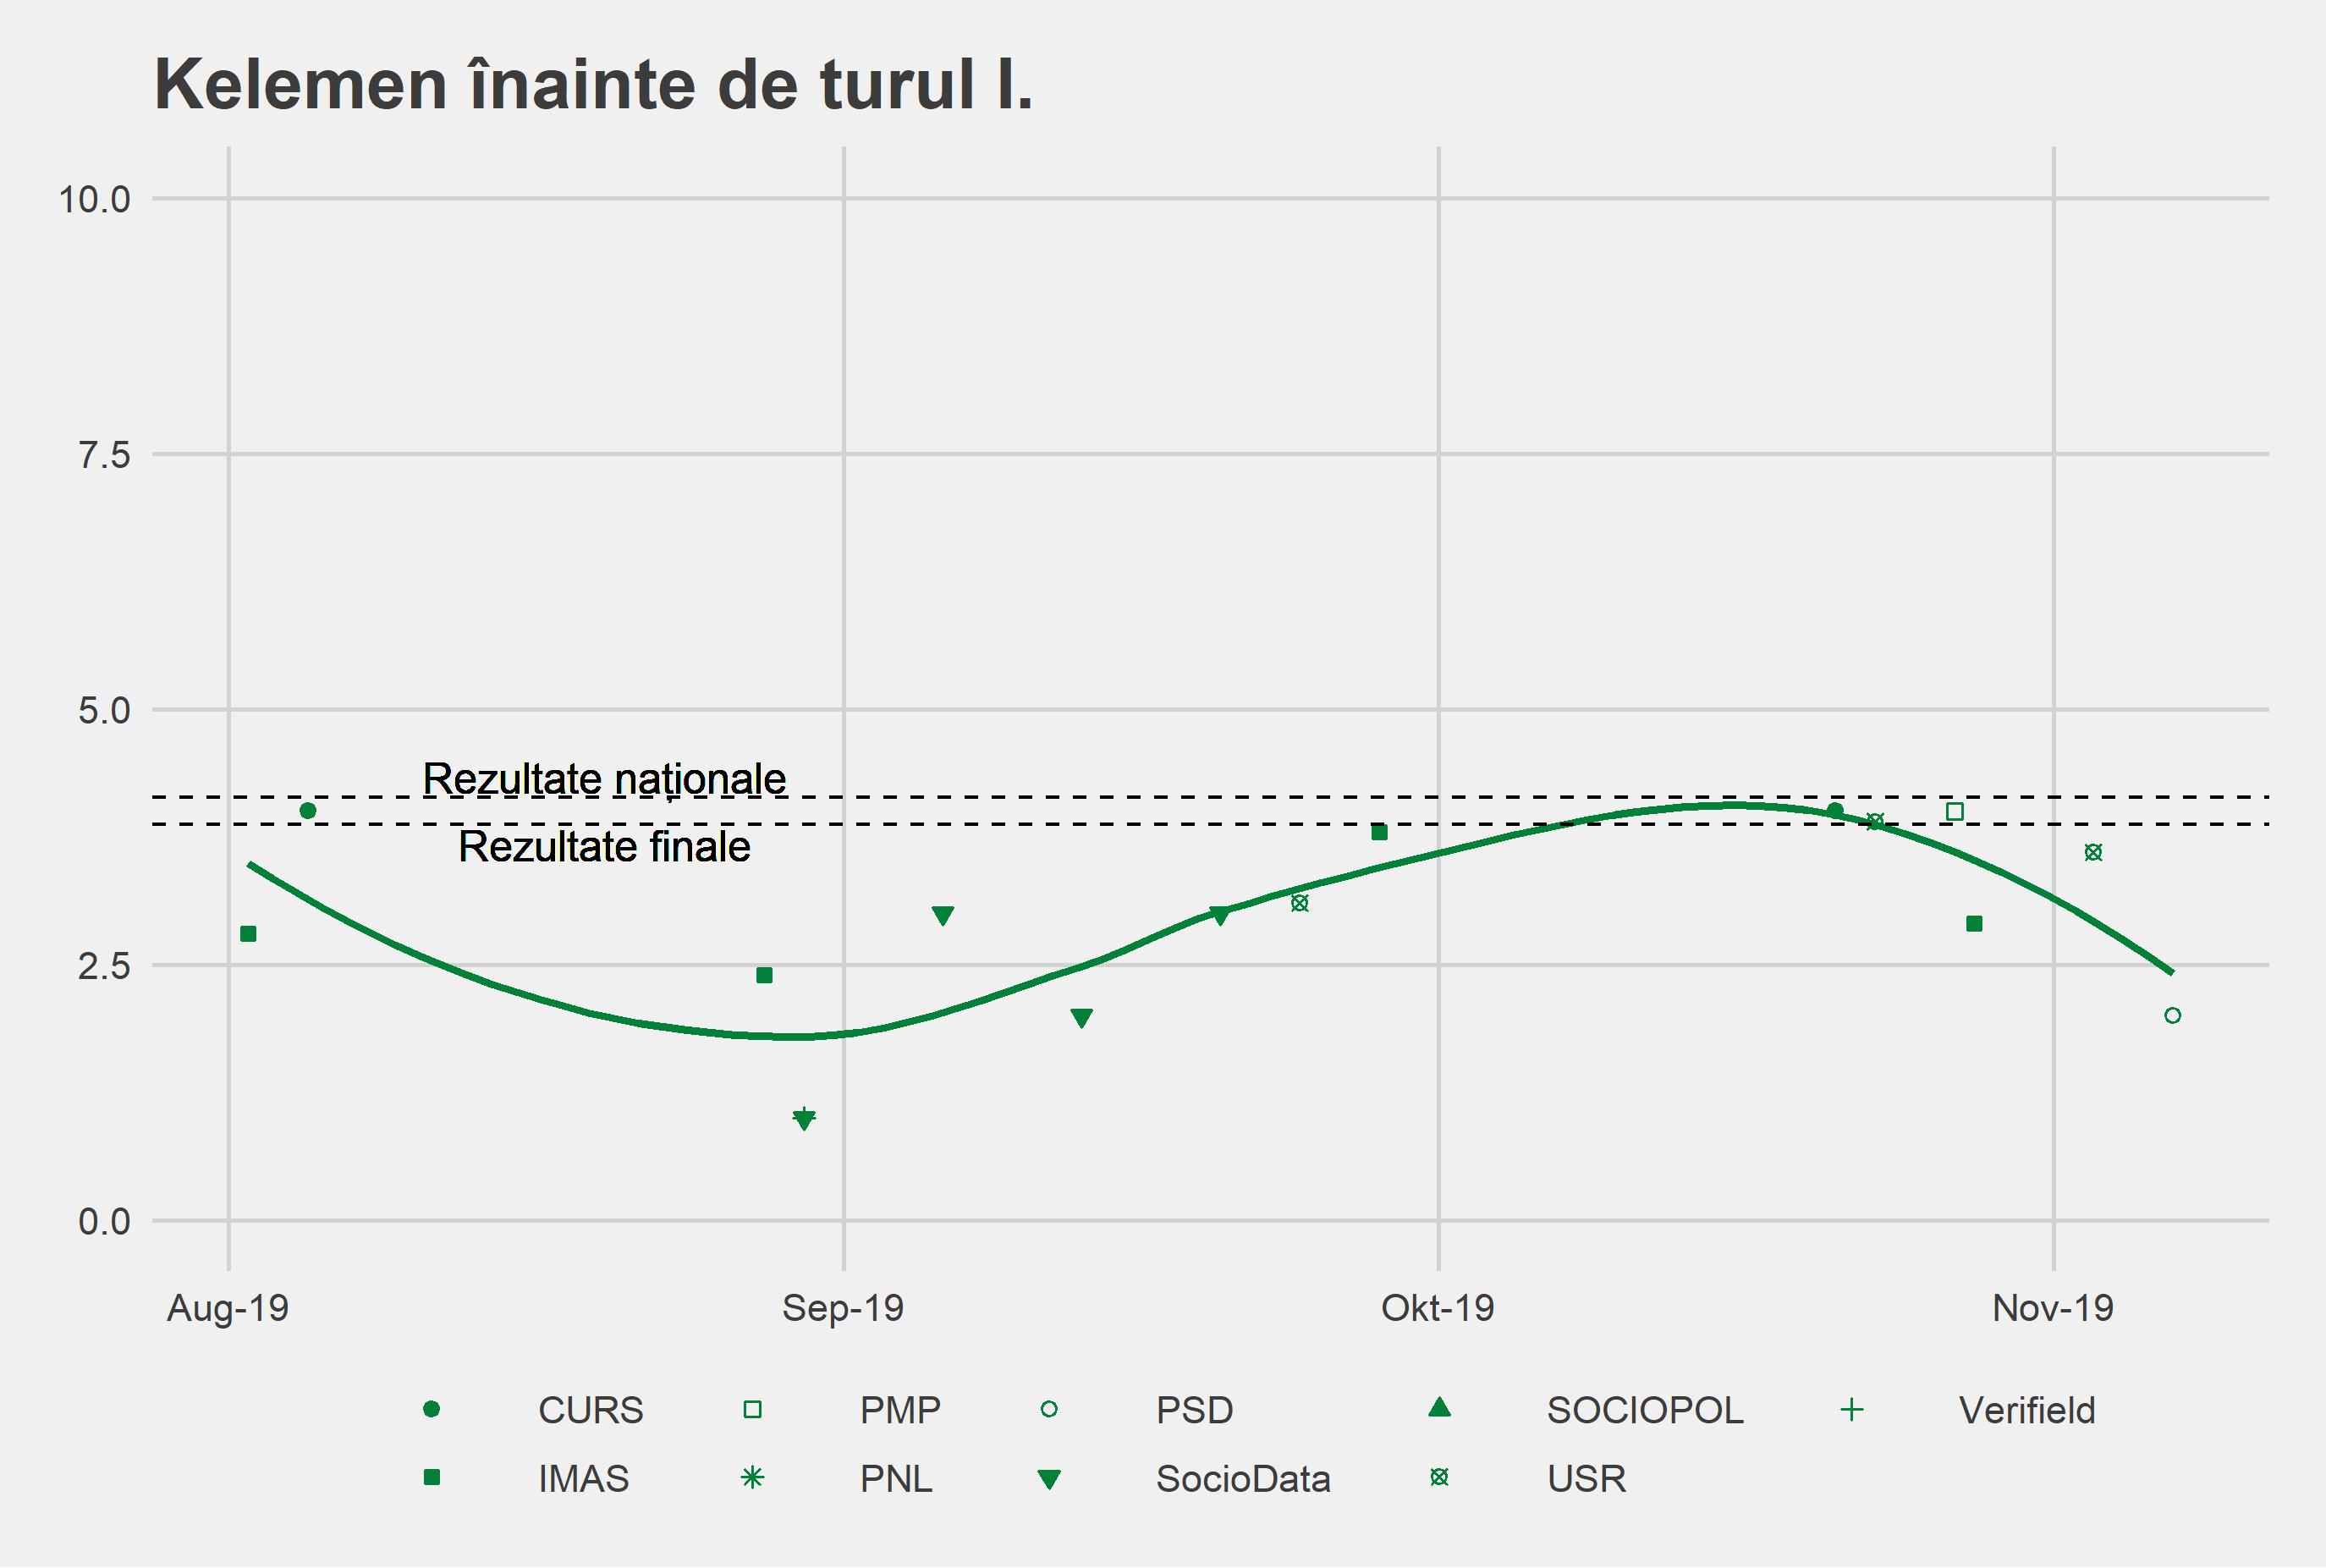 Kelemen înainte de turul I.
10.0
7.5
5.0
Rezultate naționale
Rezultate finale
2.5
0.0
Aug-19 Sep-19 Okt-19 Nov-19
CURS PMP PSD SOCIOPOL Verifield
IMAS PNL SocioData USR